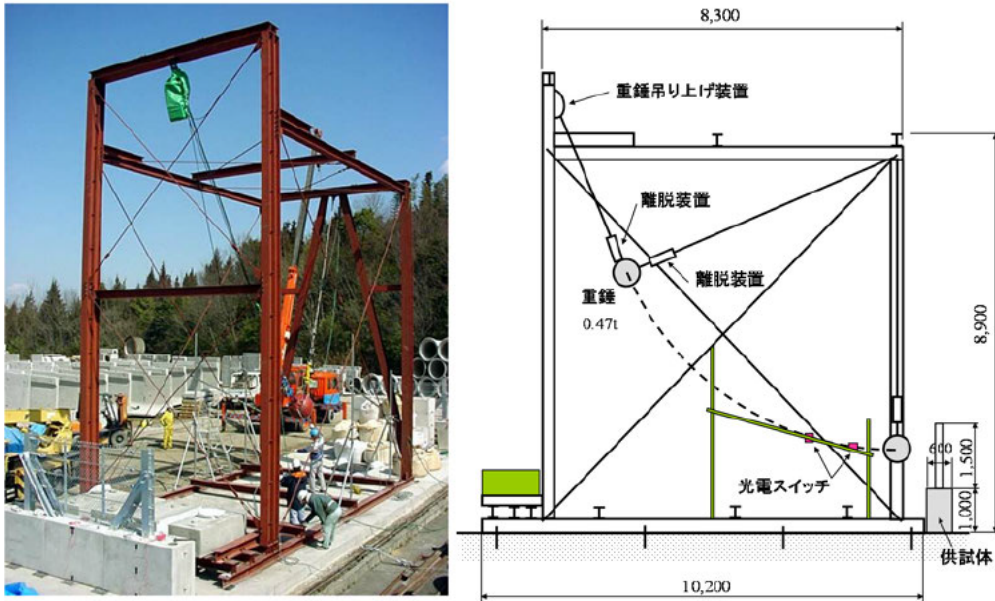 8,300
重錘吊り上げ装置
離脱装置
離脱装置
重錘
0.47t
8,900
600
1,500
光電スイッチ
1,000
供試体
10,200